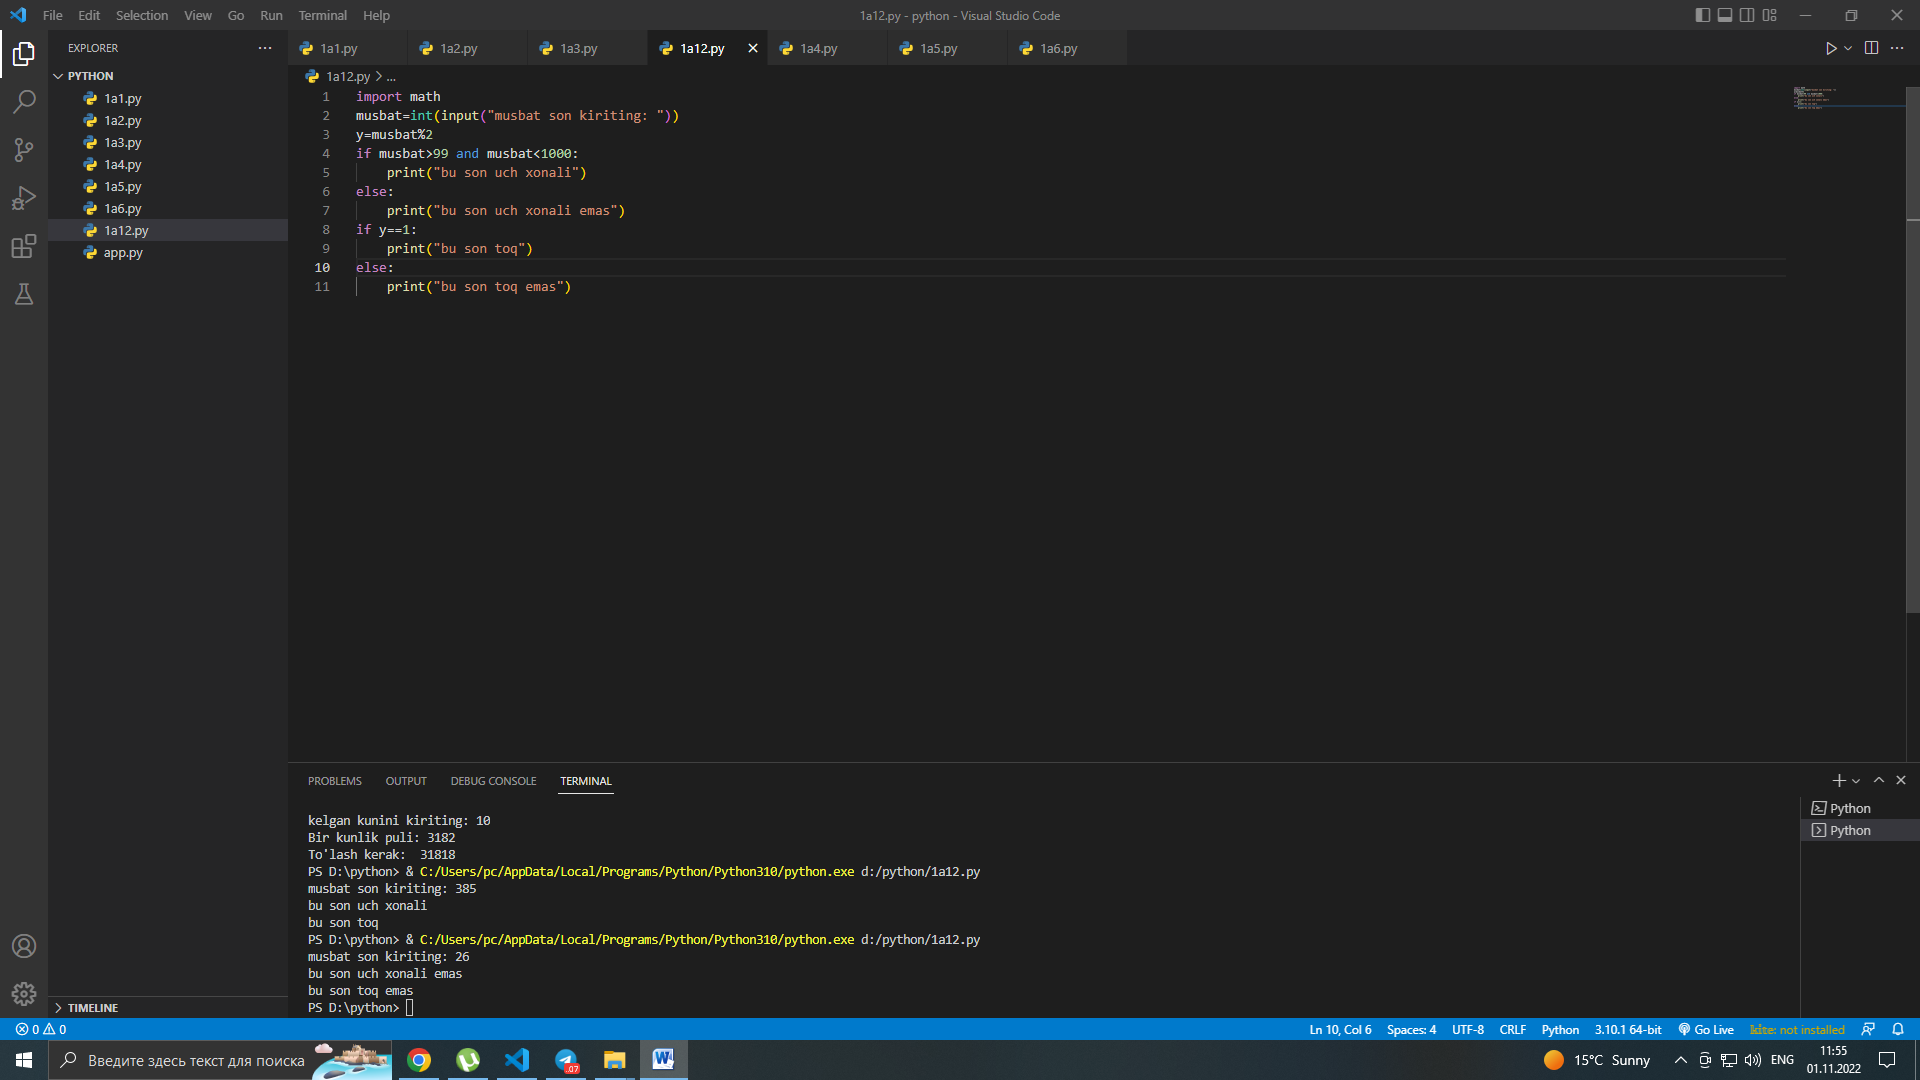 File Edit Selection View Go Run Terminal Help
1a12.py - python - Visual Studio Code
EXPLORER
PYTHON
1a1.py
1a2.py
1a3.py
1a4.py
1a5.py
1a6.py
1a12.py
app.py
TIMELINE
1a1.py 1a2.py 1a3.py 1a12.py 1a4.py 1a5.py 1a6.py
1a12.py > ...
1 import math
2 musbat=int(input("musbat son kiriting: "))
3 y=musbat%2
4 if musbat>99 and musbat<1000:
5     print("bu son uch xonali")
6 else:
7     print("bu son uch xonali emas")
8 if y==1:
9     print("bu son toq")
10 else:
11     print("bu son toq emas")
PROBLEMS OUTPUT DEBUG CONSOLE TERMINAL
kelgan kunini kiriting: 10
Bir kunlik puli: 3182
To'lash kerak:  31818
PS D:\python> & C:/Users/pc/AppData/Local/Programs/Python/Python310/python.exe d:/python/1a12.py
musbat son kiriting: 385
bu son uch xonali
bu son toq
PS D:\python> & C:/Users/pc/AppData/Local/Programs/Python/Python310/python.exe d:/python/1a12.py
musbat son kiriting: 26
bu son uch xonali emas
bu son toq emas
PS D:\python>
Python
Python
0 0
Ln 10, Col 6 Spaces: 4 UTF-8 CRLF Python 3.10.1 64-bit Go Live kite: not installed
Введите здесь текст для поиска
.07
15°C Sunny
ENG
11:55
01.11.2022